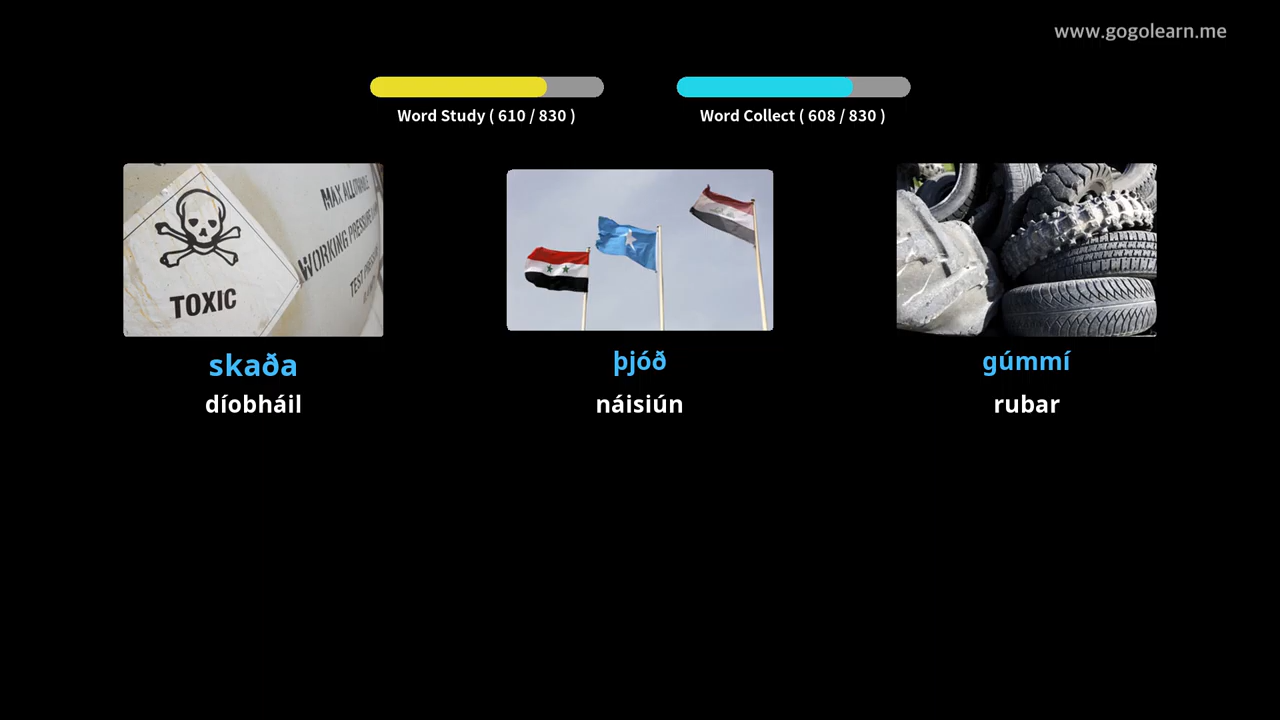 www.gogolearn.me
Word Study ( 610 / 830 )
Word Collect ( 608 / 830 )
TOXIC
MAX ALLOWABLE
WORKING PRESSURE
TEST
skaða
þjóð
gúmmí
díobháil
náisiún
rubar